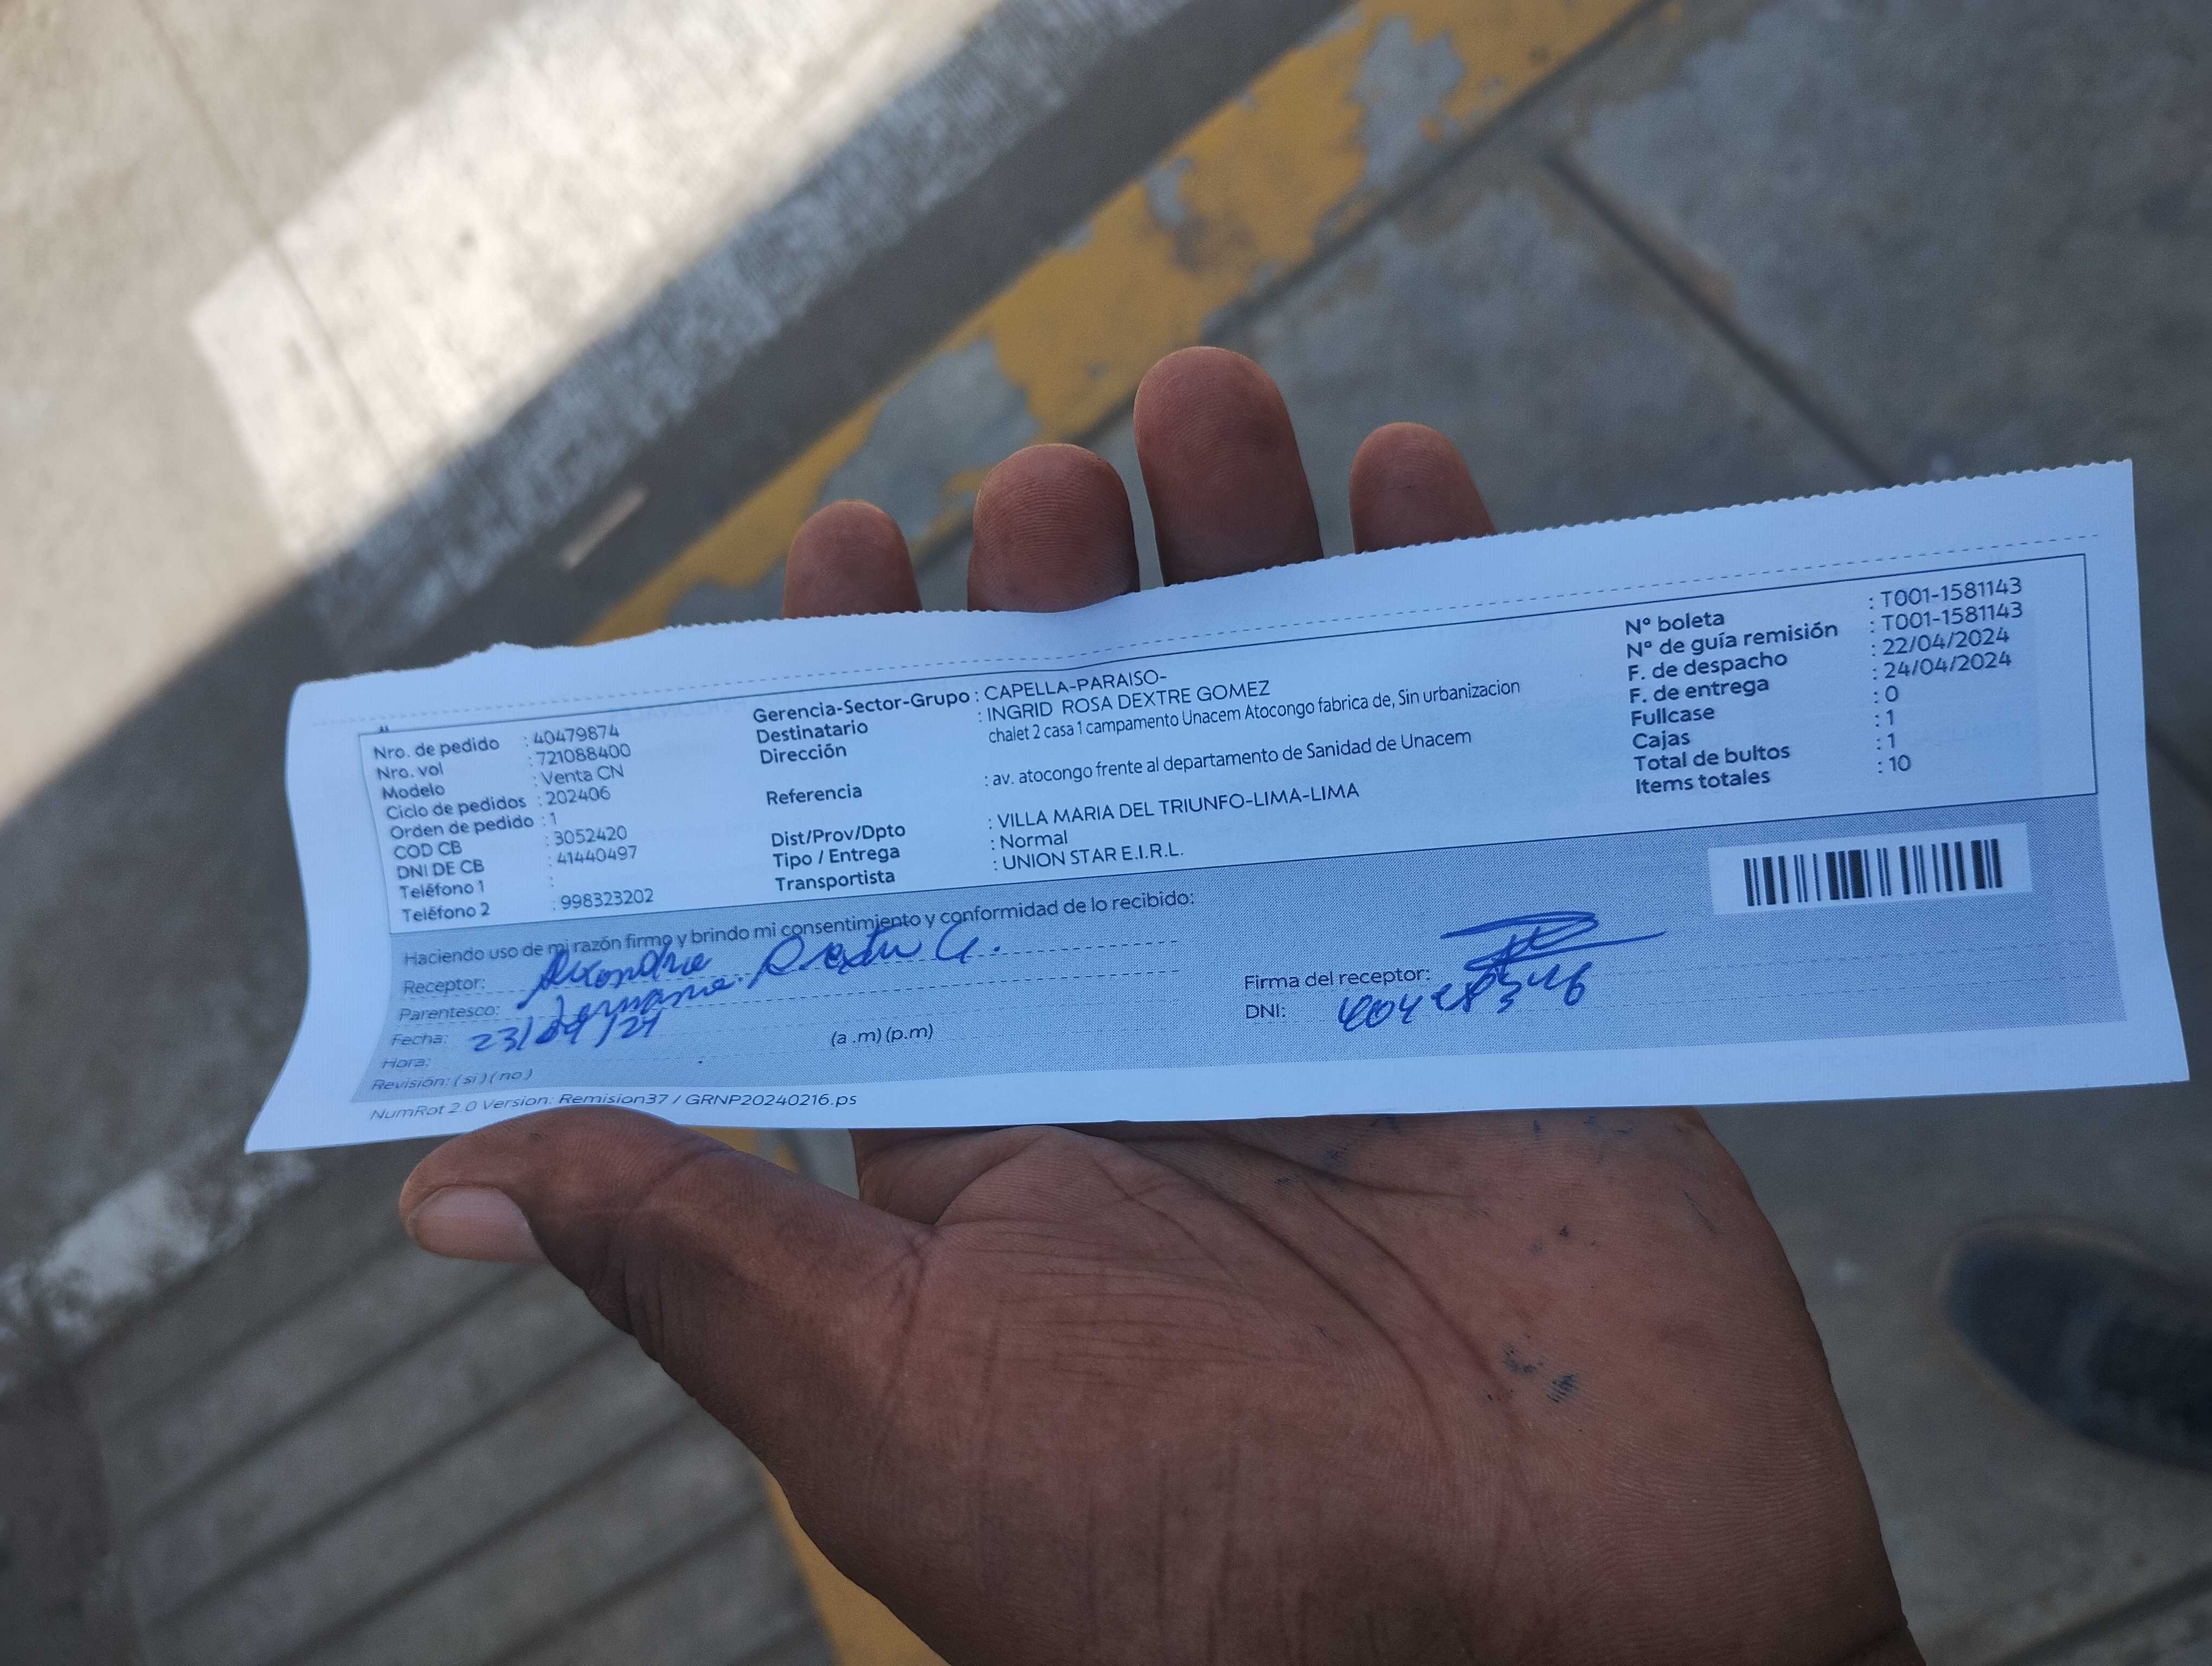 Nro. de pedido : 40479874
Nro. vol : 721088400
Modelo : Venta CN
Ciclo de pedidos : 202406
Orden de pedido : 1
COD CB : 3052420
DNI DE CB : 41440497
Teléfono 1 :
Teléfono 2 : 998323202
Gerencia-Sector-Grupo : CAPELLA-PARAISO-
Destinatario : INGRID ROSA DEXTRE GOMEZ
Dirección chalet 2 casa 1 campamento Unacem Atocongo fabrica de, Sin urbanizacion
Referencia : av. atocongo frente al departamento de Sanidad de Unacem
Dist/Prov/Dpto : VILLA MARIA DEL TRIUNFO-LIMA-LIMA
Tipo / Entrega : Normal
Transportista : UNION STAR E.I.R.L.
N° boleta : T001-1581143
N° de guía remisión : T001-1581143
F. de despacho : 22/04/2024
F. de entrega : 24/04/2024
Fullcase : 0
Cajas : 1
Total de bultos : 1
Items totales : 10
Haciendo uso de mi razón firmo y brindo mi consentimiento y conformidad de lo recibido:
Receptor: G.
Parentesco: hermana.
Fecha: 23/04/24
Hora: (a .m) (p.m)
Revisión: ( si ) ( no )
Firma del receptor:
DNI:
NumRot 2.0 Version: Remision37 / GRNP20240216.ps